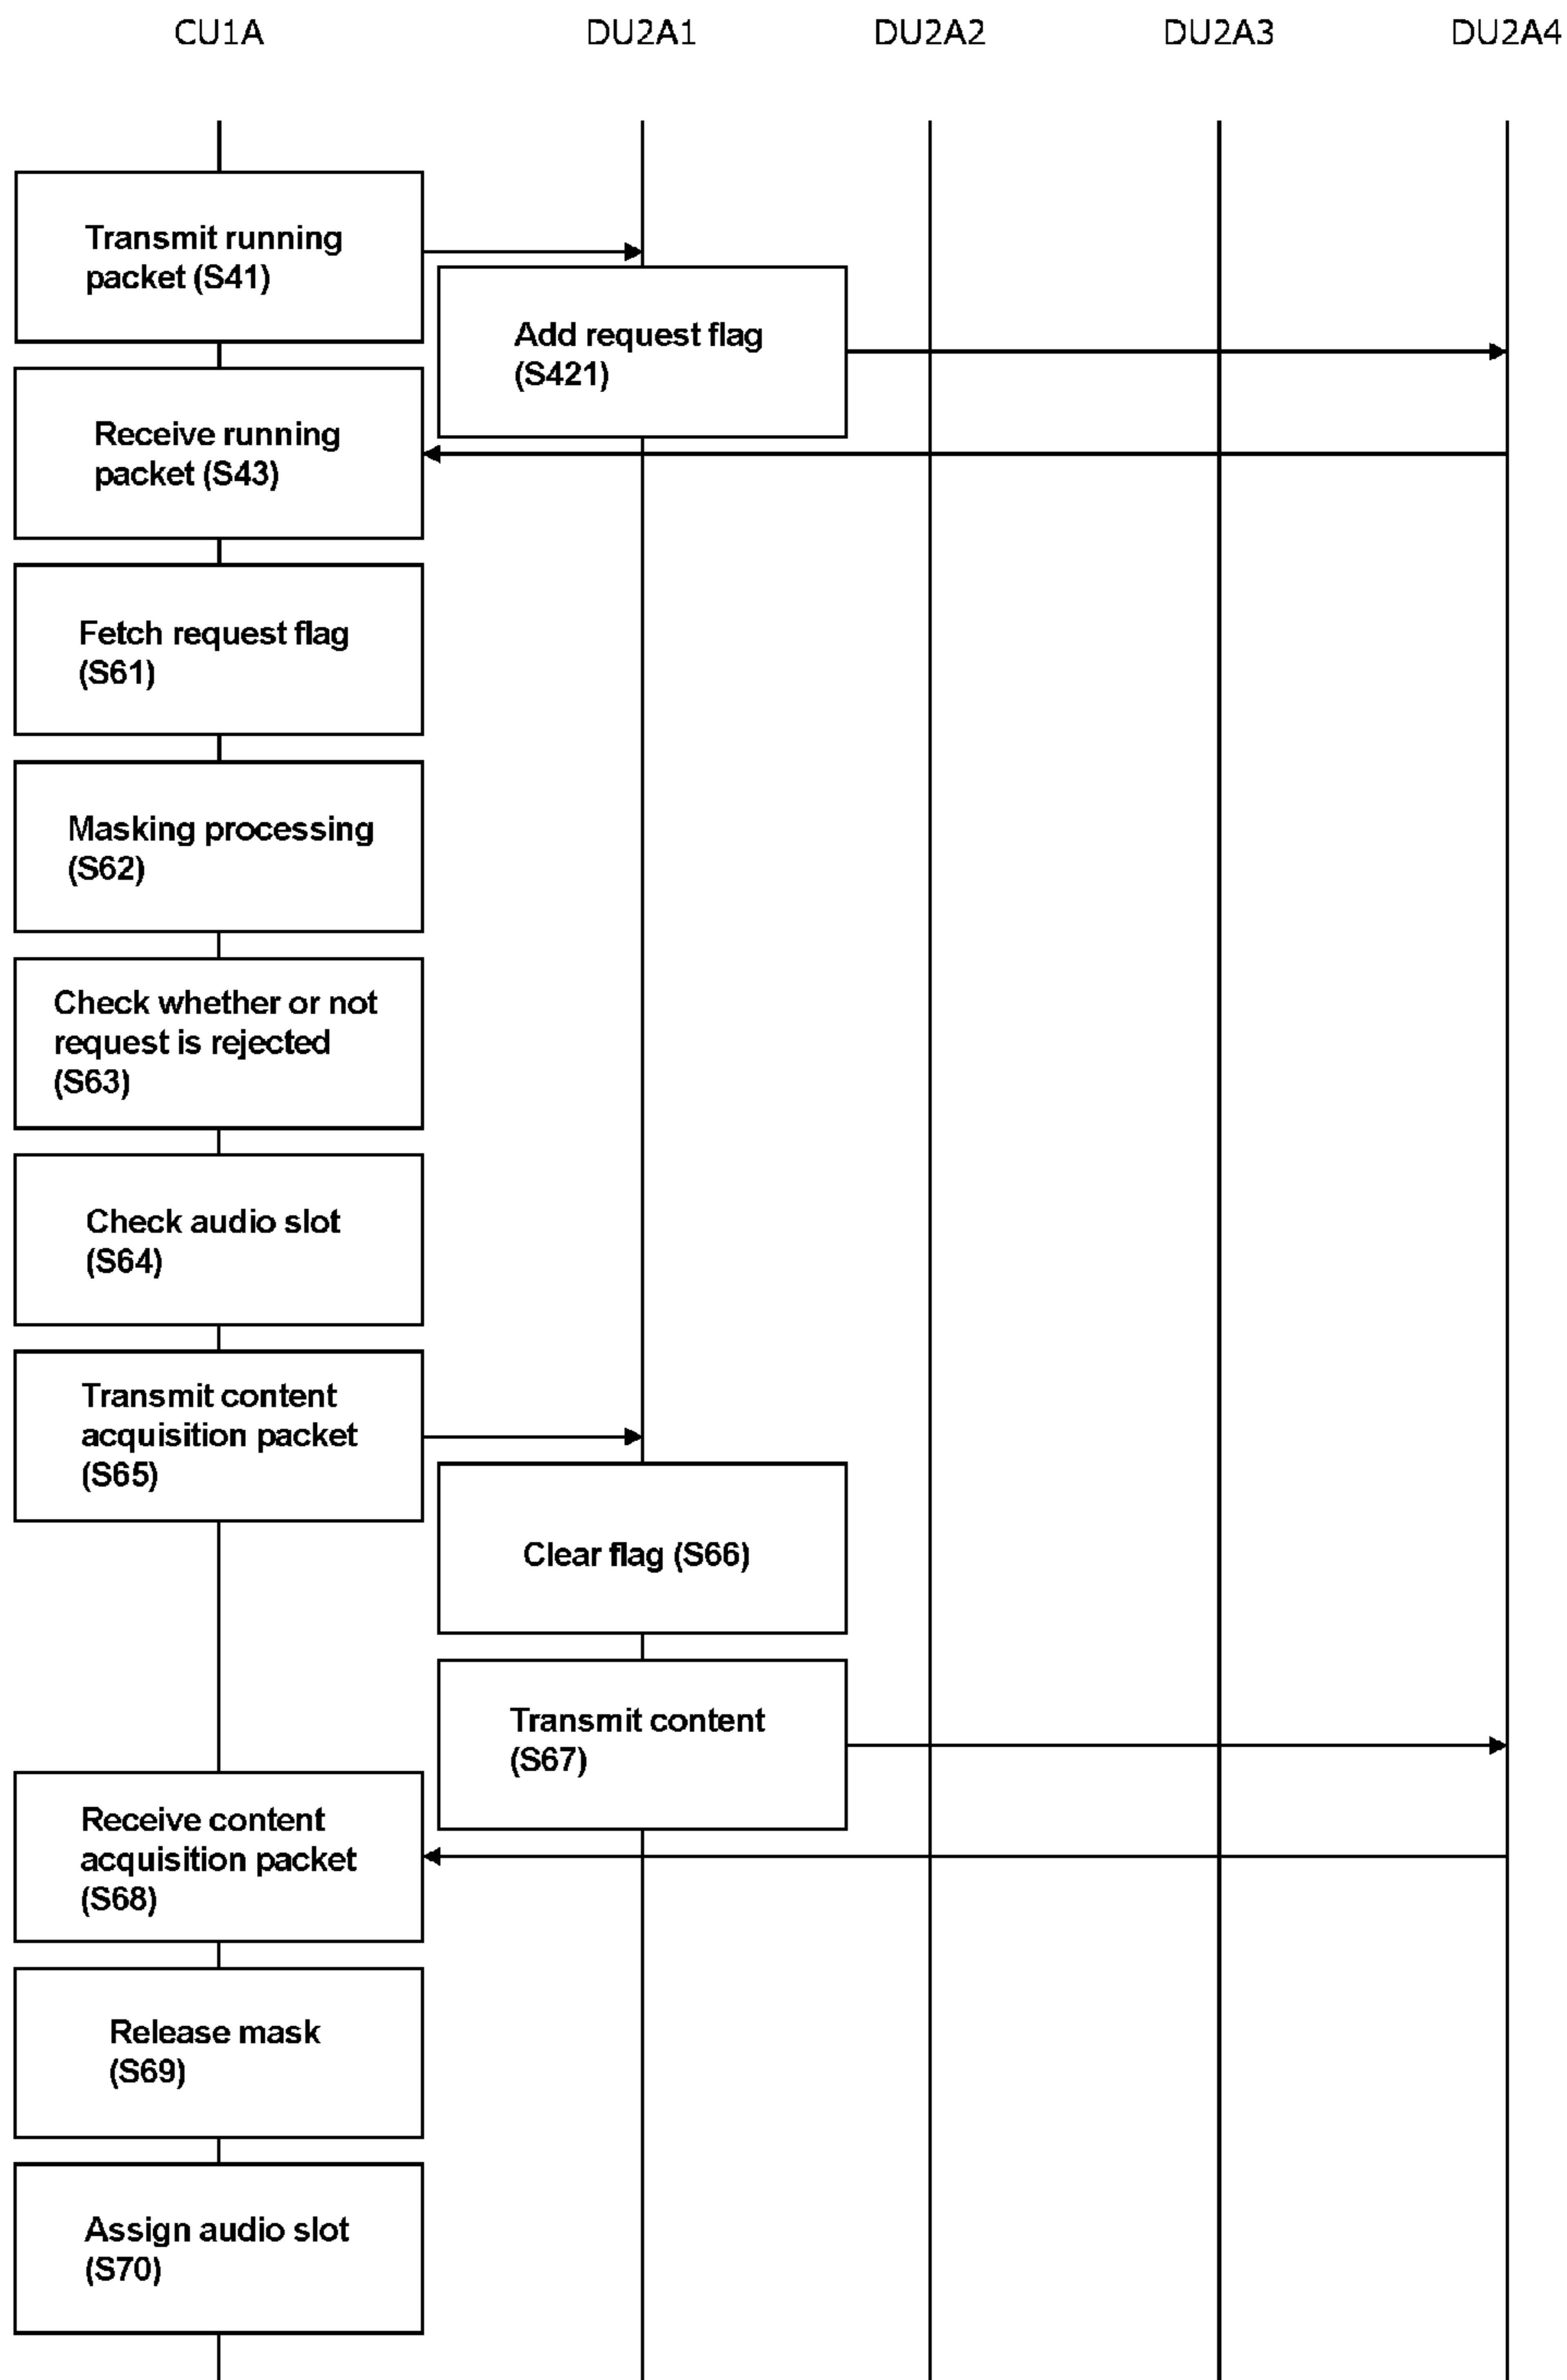 CU1A
DU2A1
DU2A2
DU2A3
DU2A4
Transmit running
packet (S41)
Add request flag
(S421)
Receive running
packet (S43)
Fetch request flag
(S61)
Masking processing
(S62)
Check whether or not
request is rejected
(S63)
Check audio slot
(S64)
Transmit content
acquisition packet
(S65)
Clear flag (S66)
Transmit content
(S67)
Receive content
acquisition packet
(S68)
Release mask
(S69)
Assign audio slot
(S70)